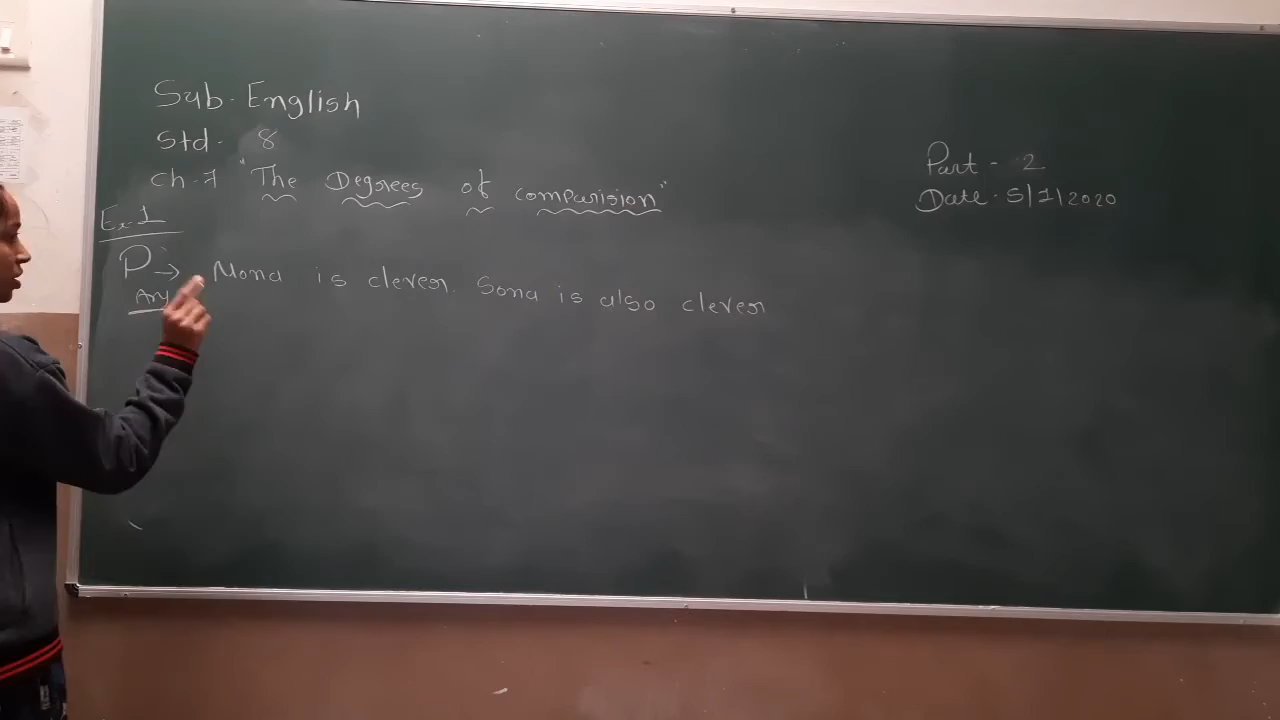 Sub - English
Std - 8
Ch-7 "The Degrees of comparision"
Part - 2
Date - 5/1/2020
Ex-1
P → Mona is clever. Sona is also clever